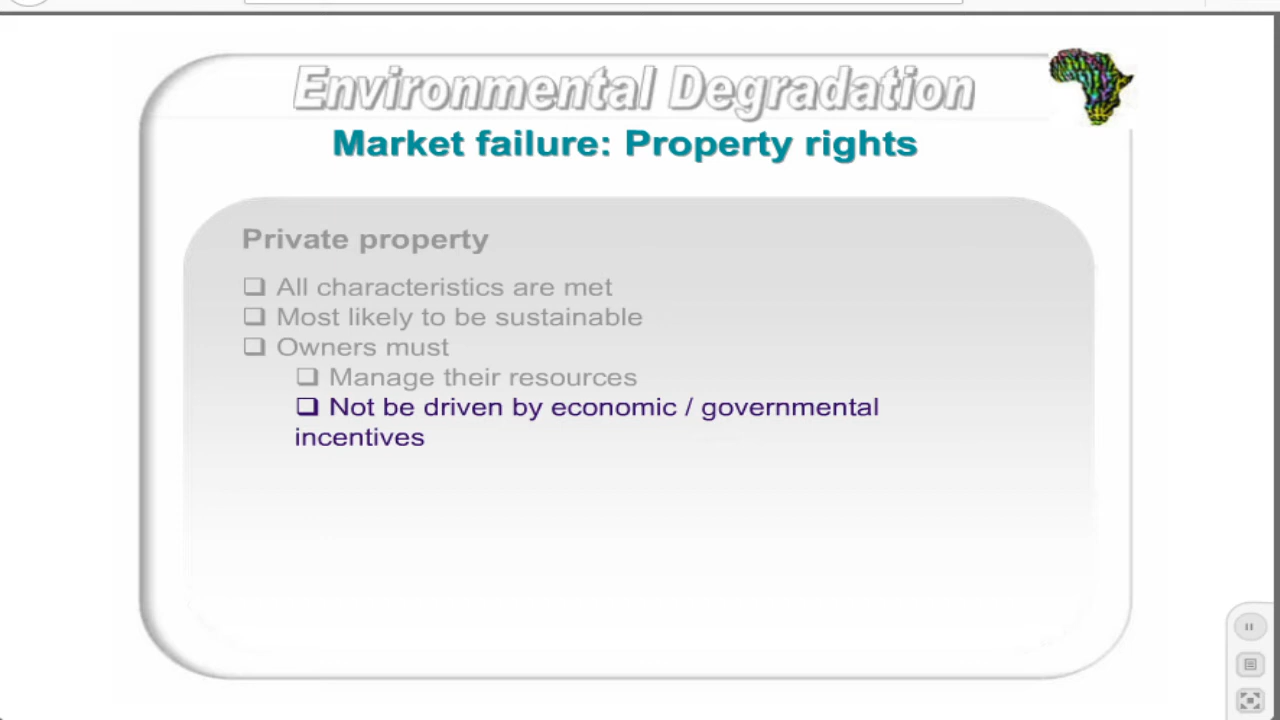 Environmental Degradation
Market failure: Property rights
Private property
❑ All characteristics are met
❑ Most likely to be sustainable
❑ Owners must
❑ Manage their resources
❑ Not be driven by economic / governmental
incentives